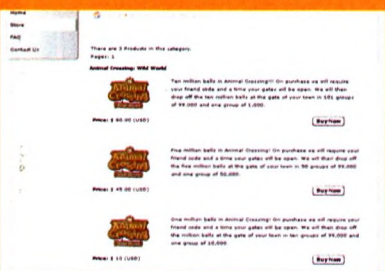 Home
Store
FAQ
Contact Us
There are 3 Products in this category.
Pages: 1
Animal Crossing: Wild World
Ten million bells in Animal Crossing!!! On purchase we will require
your friend code and a time your gates will be open. We will then
drop off the ten million bells at the gate of your town in 101 groups
of 99,000 and one group of 1,000.
Animal
Crossing
Price: $ 60.00 (USD)
Buy Now
Five million bells in Animal Crossing! On purchase we will require your
friend code and a time your gates will be open. We will then drop off
the five million bells at the gate of your town in 50 groups of 99,000
and one group of 50,000.
Animal
Crossing
Price: $ 45.00 (USD)
Buy Now
One million bells in Animal Crossing! On purchase we will require your
friend code and a time your gates will be open. We will then drop off
the million bells at the gate of your town in ten groups of 99,000 and
one group of 10,000
Animal
Crossing
Price: $ 10 (USD)
Buy Now